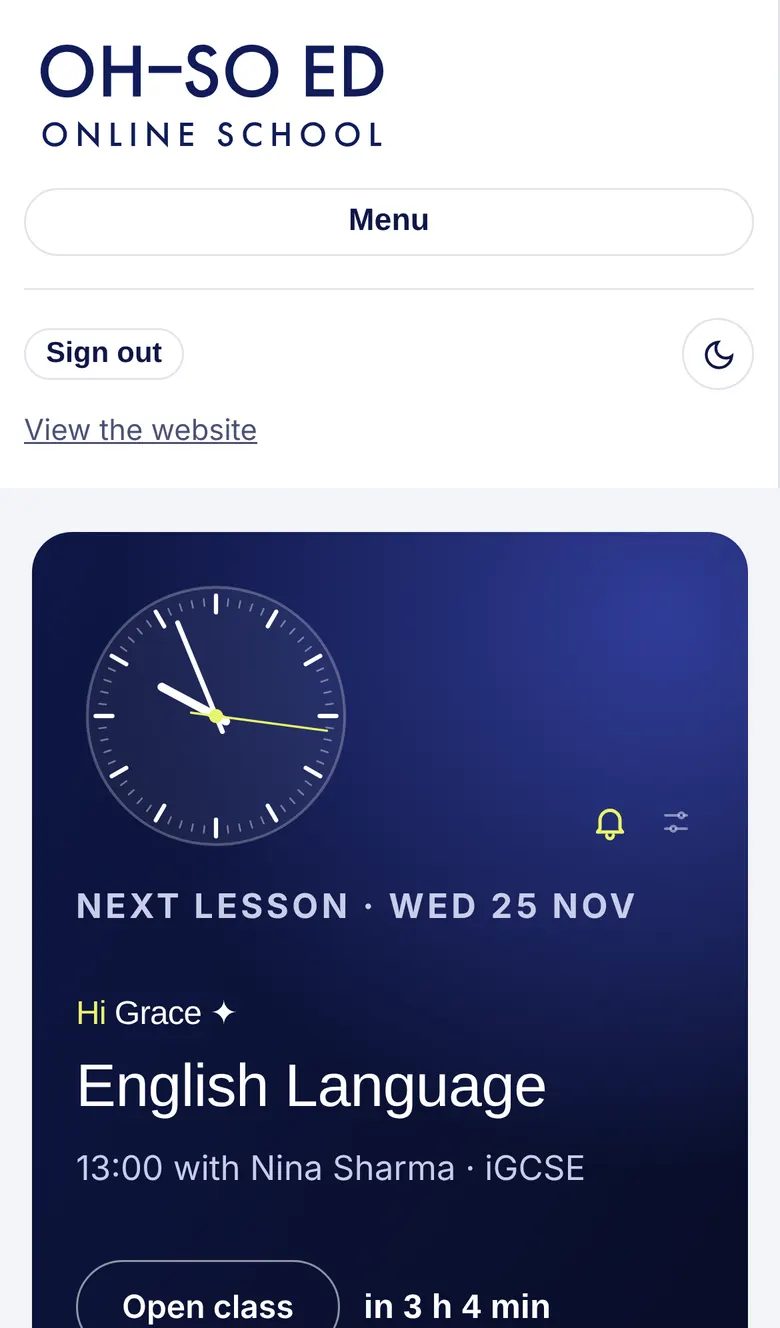 OH–SO ED
ONLINE SCHOOL
Menu
Sign out
View the website
NEXT LESSON · WED 25 NOV
Hi Grace ✦
English Language
13:00 with Nina Sharma · iGCSE
Open class
in 3 h 4 min